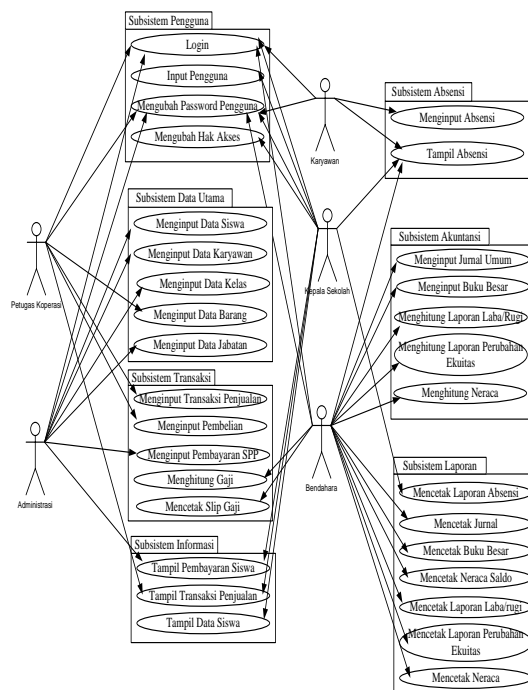 Subsistem Pengguna
Login
Input Pengguna
Mengubah Password Pengguna
Mengubah Hak Akses
Karyawan
Subsistem Absensi
Menginput Absensi
Tampil Absensi
Petugas Koperasi
Subsistem Data Utama
Menginput Data Siswa
Menginput Data Karyawan
Menginput Data Kelas
Menginput Data Barang
Menginput Data Jabatan
Kepala Sekolah
Subsistem Akuntansi
Menginput Jurnal Umum
Menginput Buku Besar
Menghitung Laporan Laba/Rugi
Menghitung Laporan Perubahan
Ekuitas
Menghitung Neraca
Administrasi
Subsistem Transaksi
Menginput Transaksi Penjualan
Menginput Pembelian
Menginput Pembayaran SPP
Menghitung Gaji
Mencetak Slip Gaji
Bendahara
Subsistem Laporan
Mencetak Laporan Absensi
Mencetak Jurnal
Mencetak Buku Besar
Mencetak Neraca Saldo
Mencetak Laporan Laba/rugi
Mencetak Laporan Perubahan
Ekuitas
Mencetak Neraca
Subsistem Informasi
Tampil Pembayaran Siswa
Tampil Transaksi Penjualan
Tampil Data Siswa